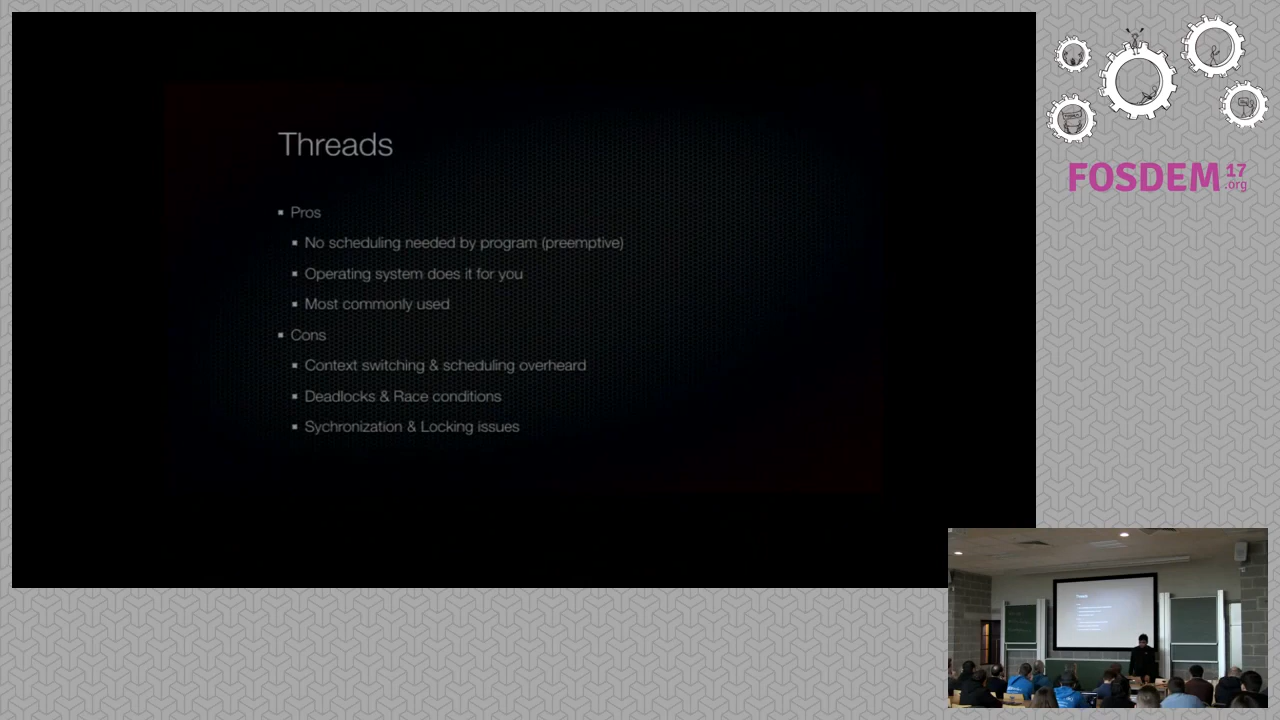 Threads
Pros
No scheduling needed by program (preemptive)
Operating system does it for you
Most commonly used
Cons
Context switching & scheduling overheard
Deadlocks & Race conditions
Sychronization & Locking issues
FOSDEM 17
.org